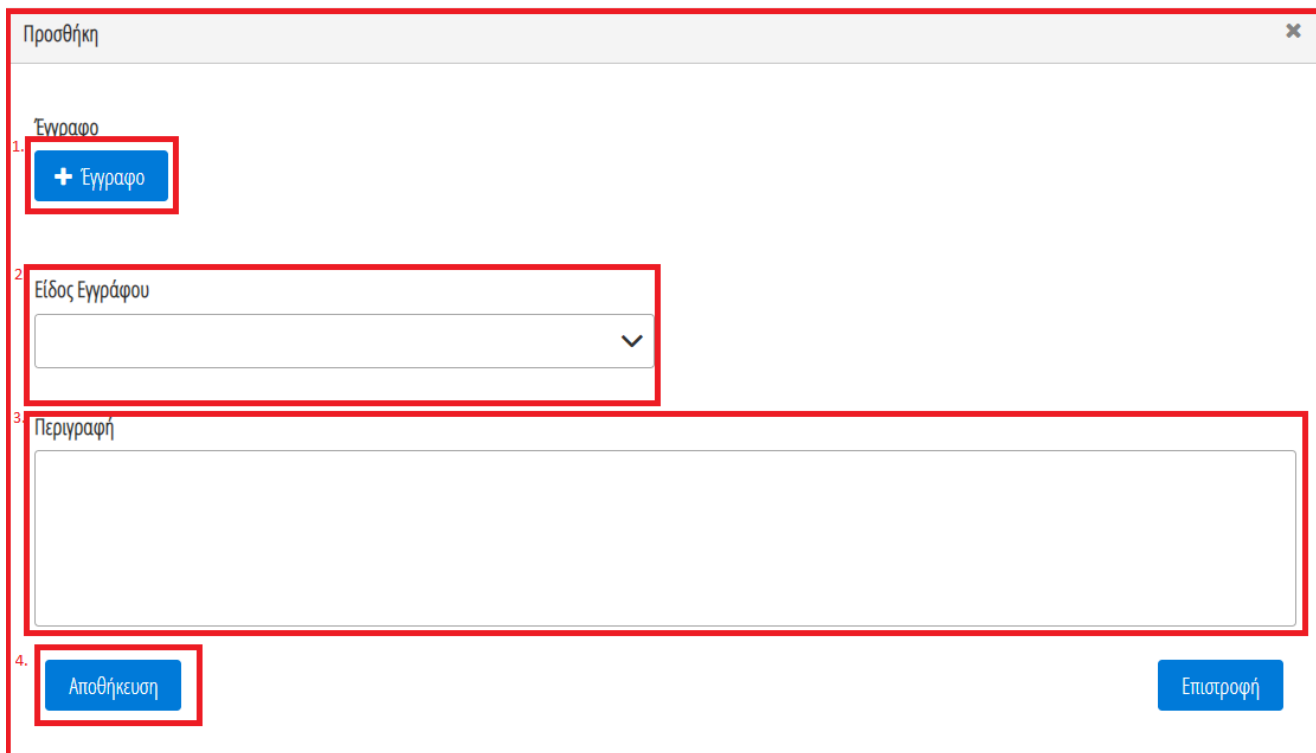 Προσθήκη
Έγγραφο
1.
Έγγραφο
2
Είδος Εγγράφου
3.
Περιγραφή
4.
Αποθήκευση
Επιστροφή